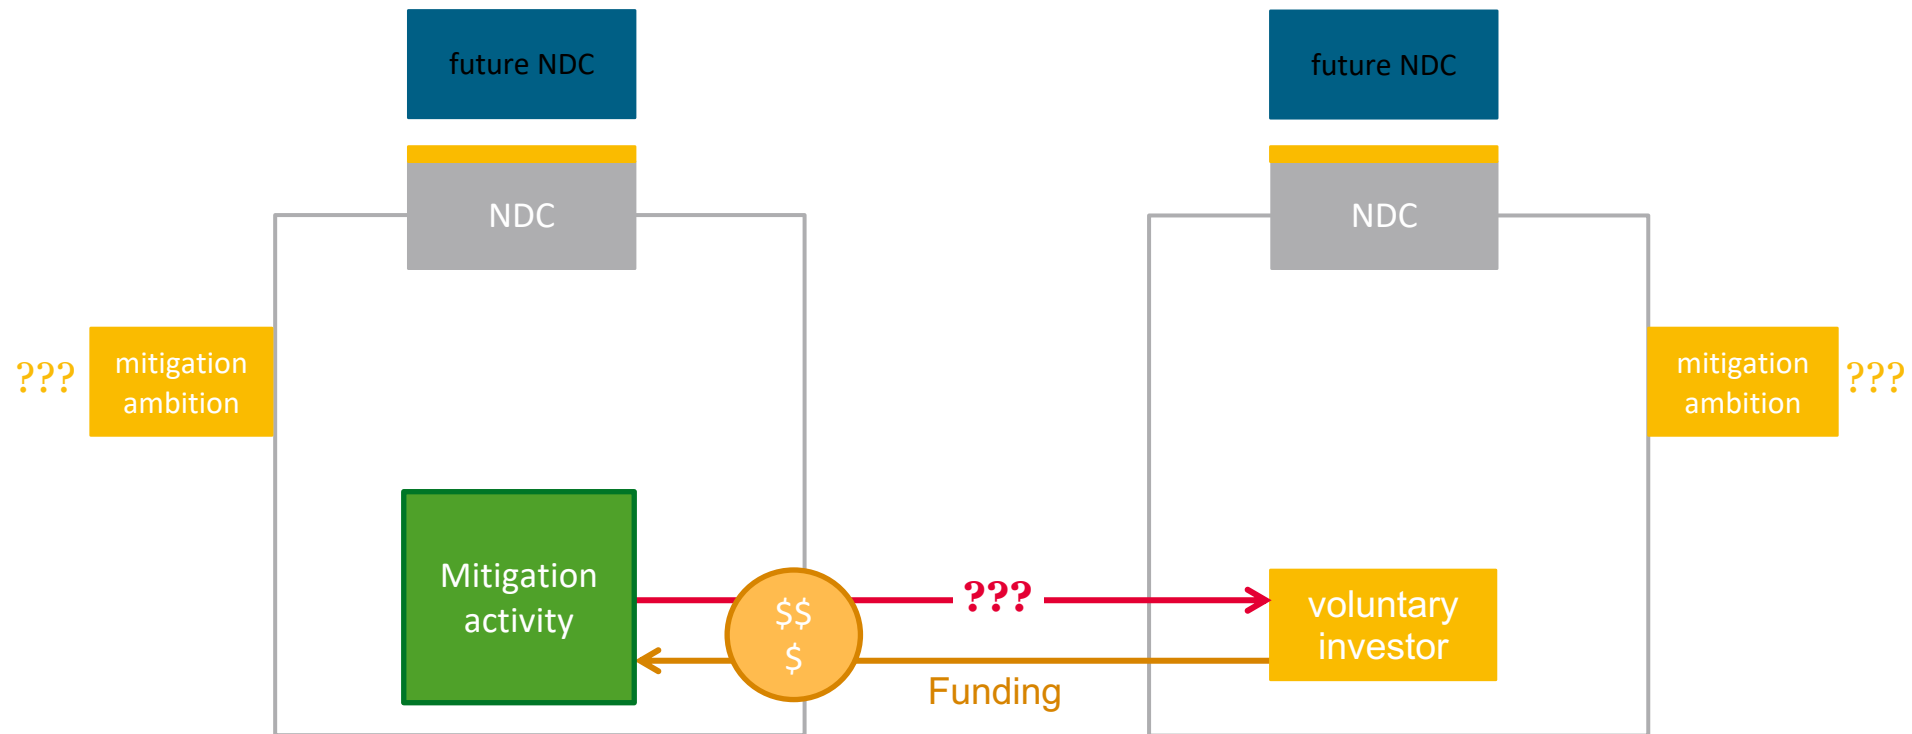 future NDC
future NDC
NDC
NDC
???
mitigation
ambition
mitigation
ambition
???
Mitigation
activity
$$
$
???
voluntary
investor
Funding